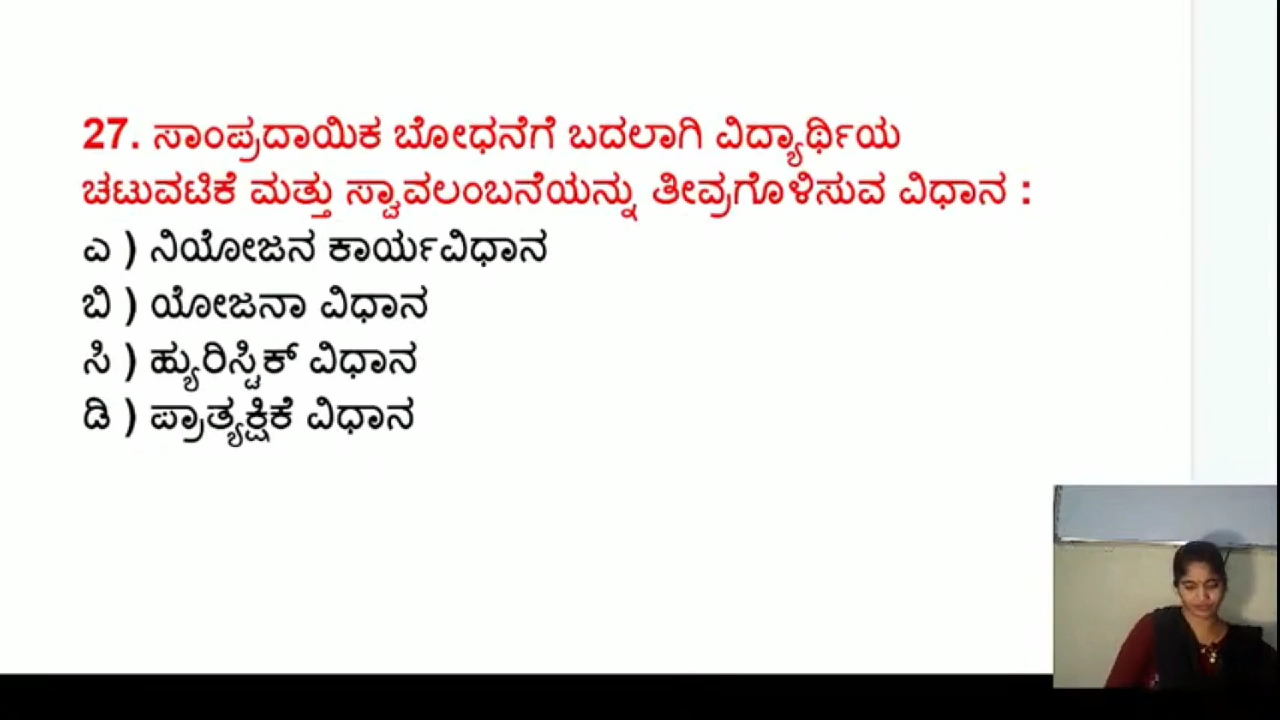 27. ಸಾಂಪ್ರದಾಯಿಕ ಬೋಧನೆಗೆ ಬದಲಾಗಿ ವಿದ್ಯಾರ್ಥಿಯ
ಚಟುವಟಿಕೆ ಮತ್ತು ಸ್ವಾವಲಂಬನೆಯನ್ನು ತೀವ್ರಗೊಳಿಸುವ ವಿಧಾನ :
ಎ ) ನಿಯೋಜನ ಕಾರ್ಯವಿಧಾನ
ಬಿ ) ಯೋಜನಾ ವಿಧಾನ
ಸಿ ) ಹ್ಯುರಿಸ್ಟಿಕ್ ವಿಧಾನ
ಡಿ ) ಪ್ರಾತ್ಯಕ್ಷಿಕೆ ವಿಧಾನ